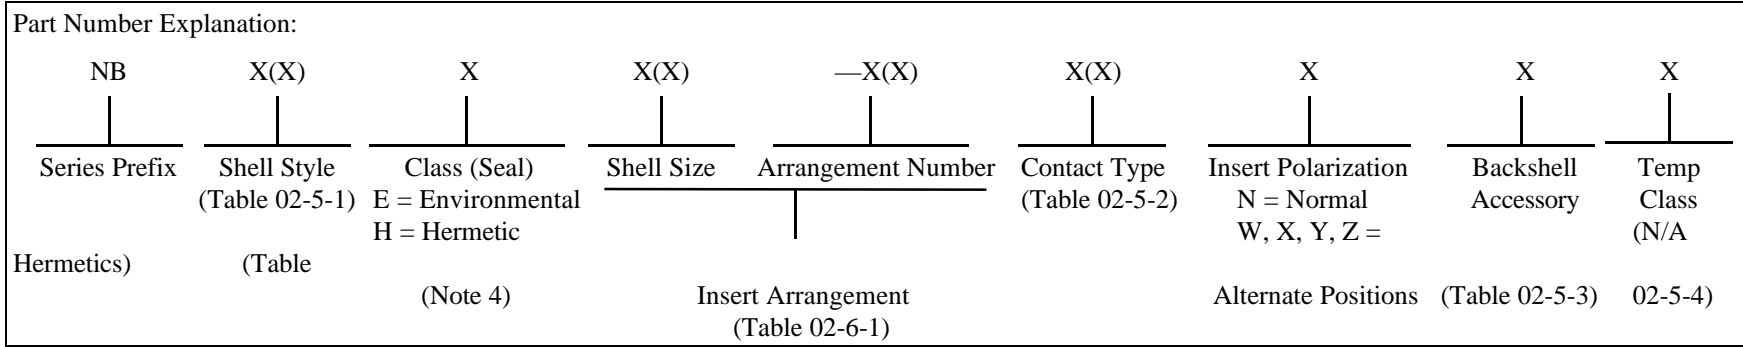 Part Number Explanation:
NB X(X) X X(X) —X(X) X(X) X X X
Series Prefix Shell Style Class (Seal) Shell Size Arrangement Number Contact Type Insert Polarization Backshell Temp
(Table 02-5-1) E = Environmental (Table 02-5-2) N = Normal Accessory Class
H = Hermetic W, X, Y, Z = (N/A
Hermetics) (Table
(Note 4) Insert Arrangement Alternate Positions (Table 02-5-3) 02-5-4)
(Table 02-6-1)